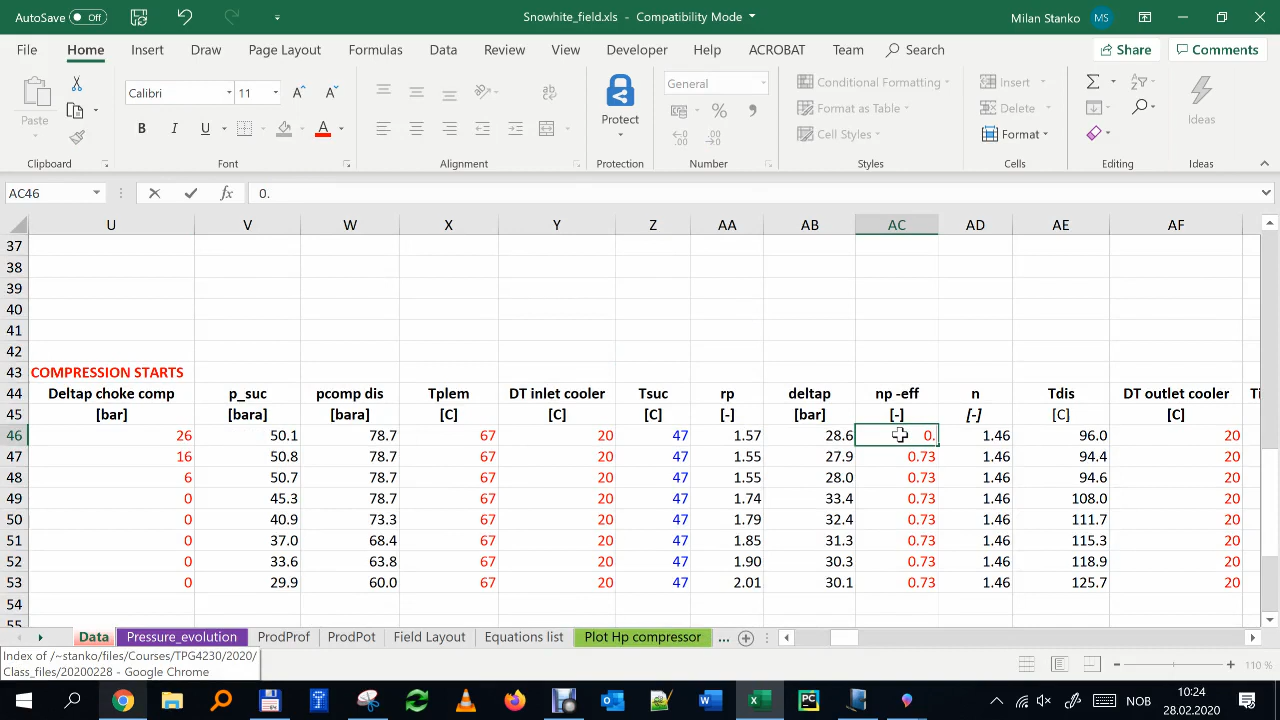 AutoSave Off Snowhite_field.xls - Compatibility Mode Milan Stanko MS
File Home Insert Draw Page Layout Formulas Data Review View Developer Help ACROBAT Team Search Share Comments
Paste Calibri 11 A A General Conditional Formatting Insert
B I U A Protect % , Format as Table Delete Ideas
Cell Styles Format
Clipboard Font Alignment Protection Number Styles Cells Editing Ideas
AC46 fx 0.
U V W X Y Z AA AB AC AD AE AF
37
38
39
40
41
42
43 COMPRESSION STARTS
44 Deltap choke comp p_suc pcomp dis Tplem DT inlet cooler Tsuc rp deltap np -eff n Tdis DT outlet cooler Ti
45 [bar] [bara] [bara] [C] [C] [C] [-] [bar] [-] [-] [C] [C]
46 26 50.1 78.7 67 20 47 1.57 28.6 0. 1.46 96.0 20
47 16 50.8 78.7 67 20 47 1.55 27.9 0.73 1.46 94.4 20
48 6 50.7 78.7 67 20 47 1.55 28.0 0.73 1.46 94.6 20
49 0 45.3 78.7 67 20 47 1.74 33.4 0.73 1.46 108.0 20
50 0 40.9 73.3 67 20 47 1.79 32.4 0.73 1.46 111.7 20
51 0 37.0 68.4 67 20 47 1.85 31.3 0.73 1.46 115.3 20
52 0 33.6 63.8 67 20 47 1.90 30.3 0.73 1.46 118.9 20
53 0 29.9 60.0 67 20 47 2.01 30.1 0.73 1.46 125.7 20
54
55
Data Pressure_evolution ProdProf ProdPot Field Layout Equations list Plot Hp compressor ...
Index of /~stanko/files/Courses/TPG4230/2020/
Class_files/20200228 - Google Chrome
110 %
NOB 10:24
28.02.2020